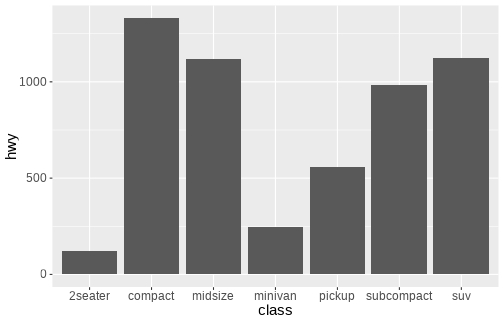 hwy
1000
500
0
2seater compact midsize minivan pickup subcompact suv
class